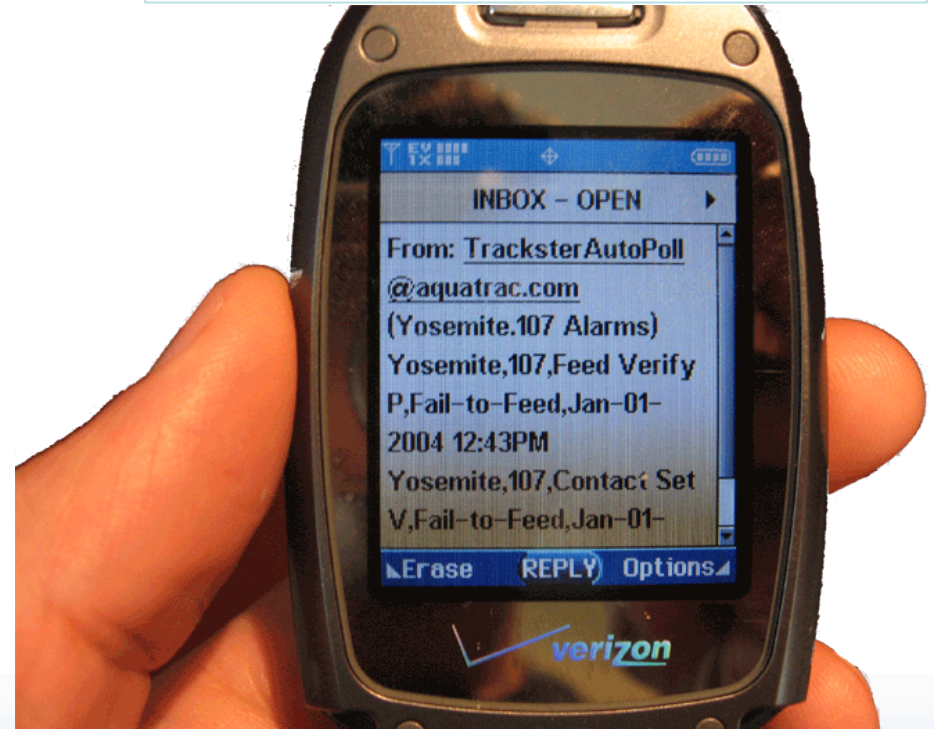 EV
1X
INBOX – OPEN
From: TracksterAutoPoll
@aquatrac.com
(Yosemite.107 Alarms)
Yosemite,107,Feed Verify
P,Fail–to–Feed,Jan–01–
2004 12:43PM
Yosemite,107,Contact Set
V,Fail–to–Feed,Jan–01–
Erase REPLY Options
verizon